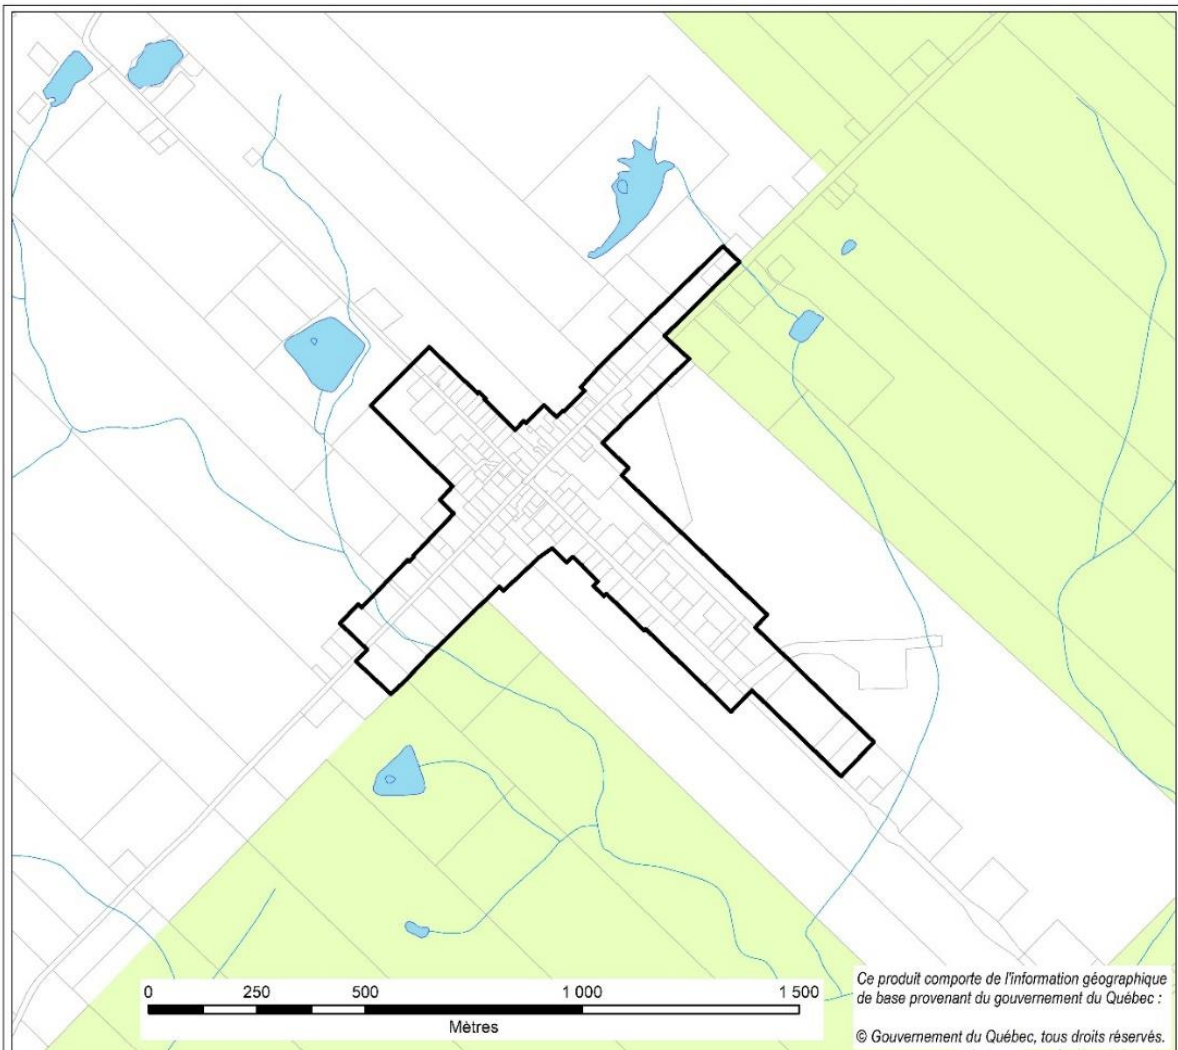 0 250 500 1 000 1 500
Mètres
Ce produit comporte de l'information géographique
de base provenant du gouvernement du Québec :
© Gouvernement du Québec, tous droits réservés.